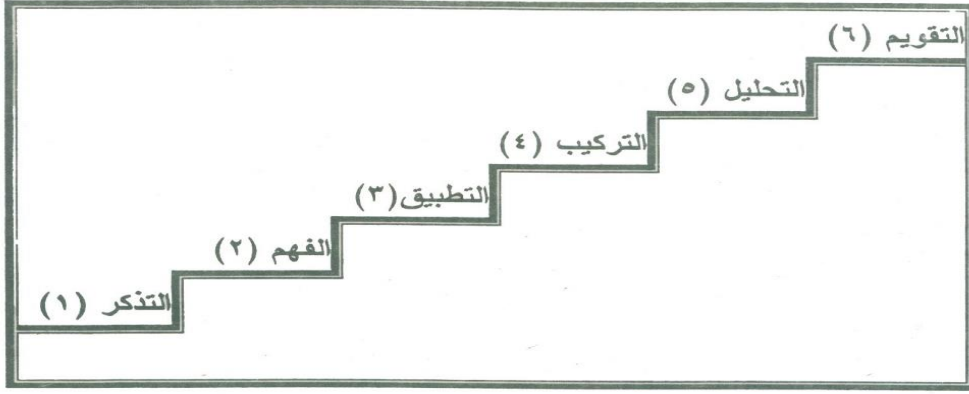 التقويم (٦)
التحليل (٥)
التركيب (٤)
التطبيق(٣)
الفهم (٢)
التذكر (١)